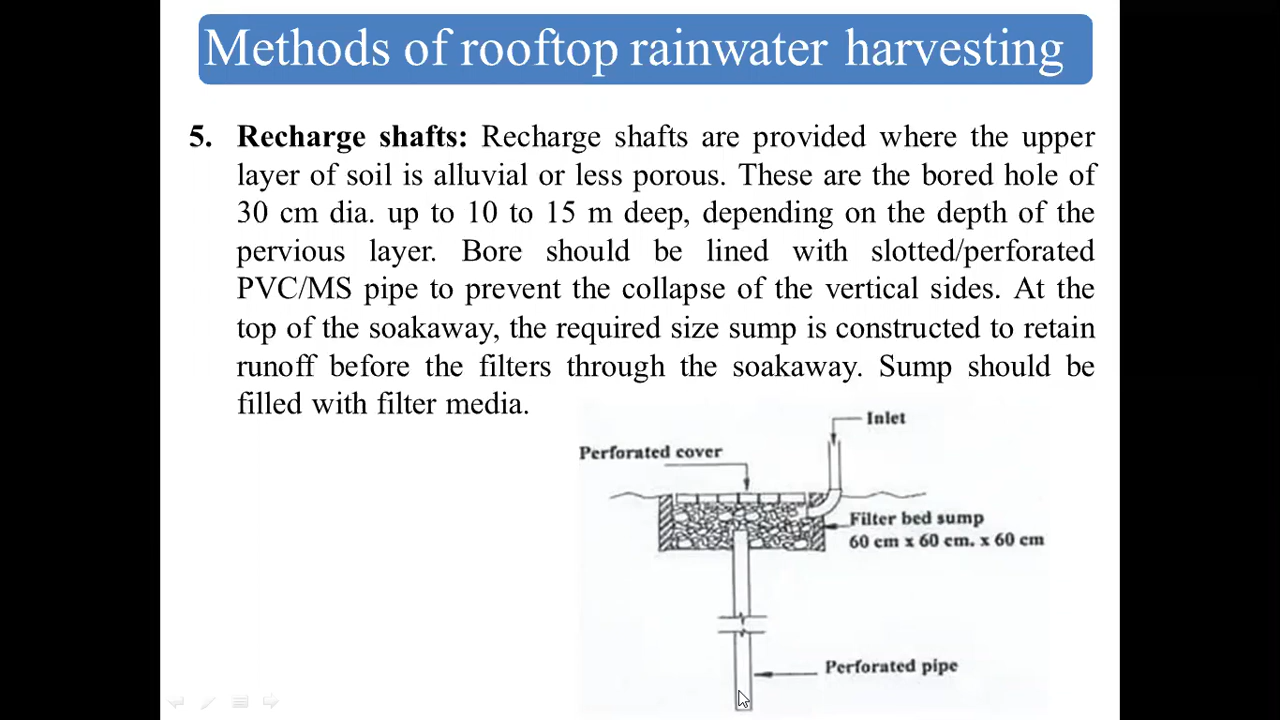 Methods of rooftop rainwater harvesting
5. Recharge shafts: Recharge shafts are provided where the upper
layer of soil is alluvial or less porous. These are the bored hole of
30 cm dia. up to 10 to 15 m deep, depending on the depth of the
pervious layer. Bore should be lined with slotted/perforated
PVC/MS pipe to prevent the collapse of the vertical sides. At the
top of the soakaway, the required size sump is constructed to retain
runoff before the filters through the soakaway. Sump should be
filled with filter media.
Inlet
Perforated cover
Filter bed sump
60 cm x 60 cm. x 60 cm
Perforated pipe